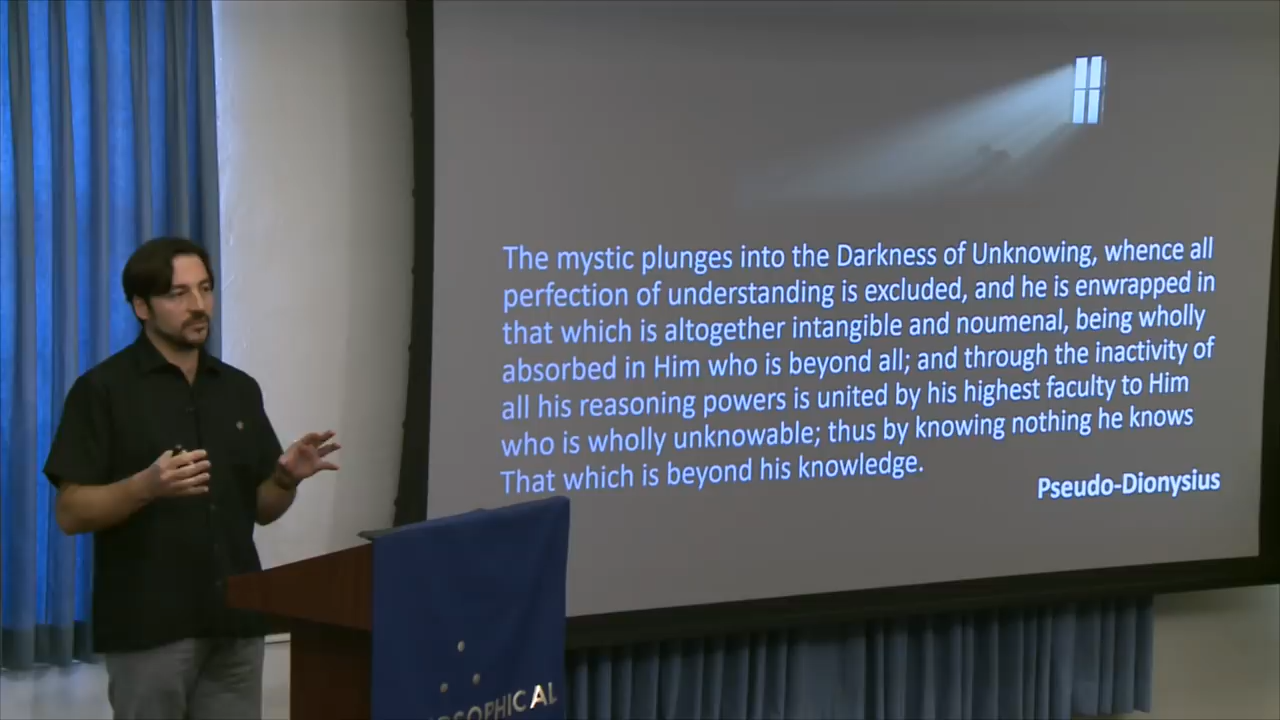 The mystic plunges into the Darkness of Unknowing, whence all
perfection of understanding is excluded, and he is enwrapped in
that which is altogether intangible and noumenal, being wholly
absorbed in Him who is beyond all; and through the inactivity of
all his reasoning powers is united by his highest faculty to Him
who is wholly unknowable; thus by knowing nothing he knows
That which is beyond his knowledge.
Pseudo-Dionysius
OSOPHICAL